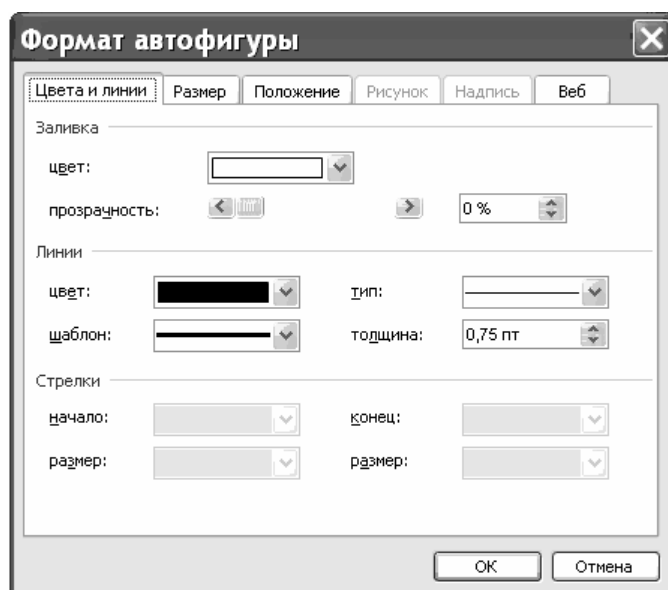 Формат автофигуры
Цвета и линии Размер Положение Рисунок Надпись Веб
Заливка
цвет:
прозрачность: 0 %
Линии
цвет: тип:
шаблон: толщина: 0,75 пт
Стрелки
начало: конец:
размер: размер:
ОК Отмена